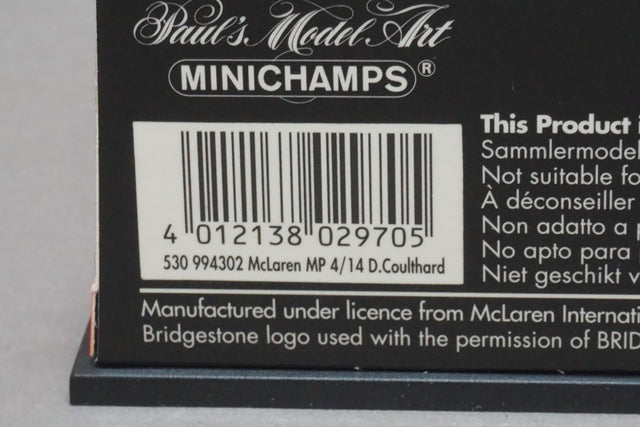 Paul's Model Art
MINICHAMPS®
4 012138 029705
530 994302 McLaren MP 4/14 D.Coulthard
This Product
Sammlermodel
Not suitable fo
À déconseiller
Non adatto a
No apto para
Niet geschikt v
Manufactured under licence from McLaren Internati
Bridgestone logo used with the permission of BRID